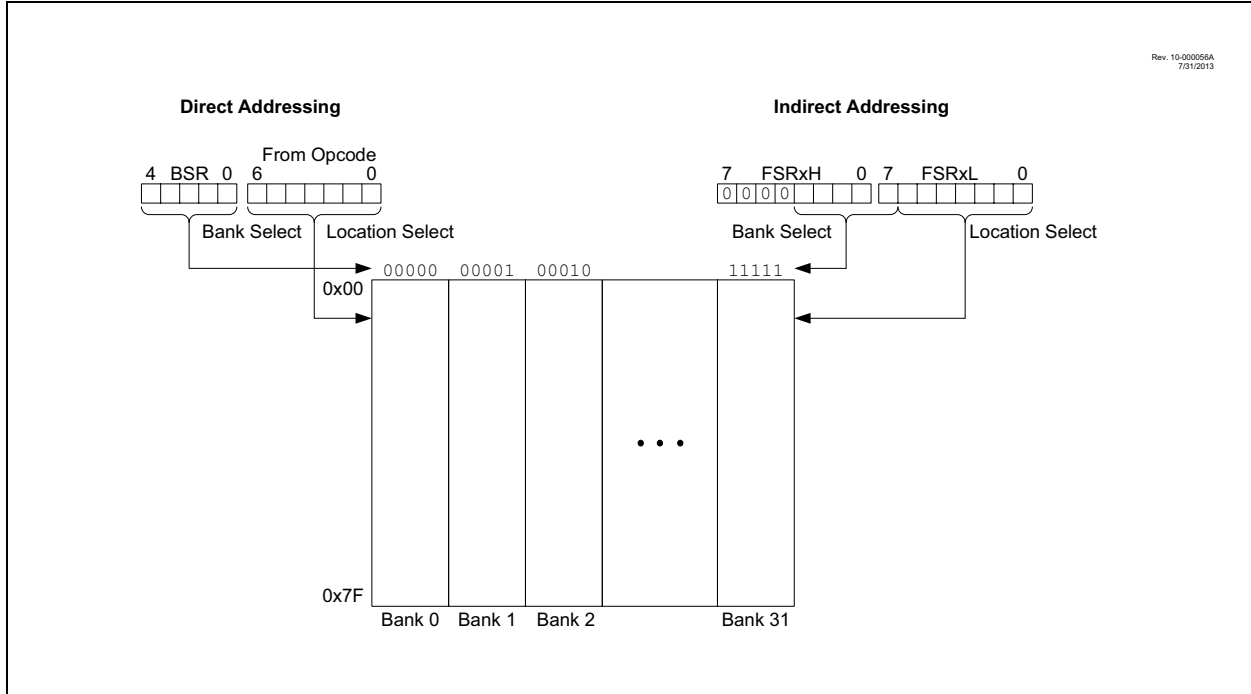 Rev. 10-000056A
7/31/2013
Direct Addressing
Indirect Addressing
From Opcode
4 BSR 0 6 0
7 FSRxH 0 7 FSRxL 0
0 0 0 0
Bank Select Location Select
Bank Select Location Select
00000 00001 00010 11111
0x00
0x7F
Bank 0 Bank 1 Bank 2 Bank 31